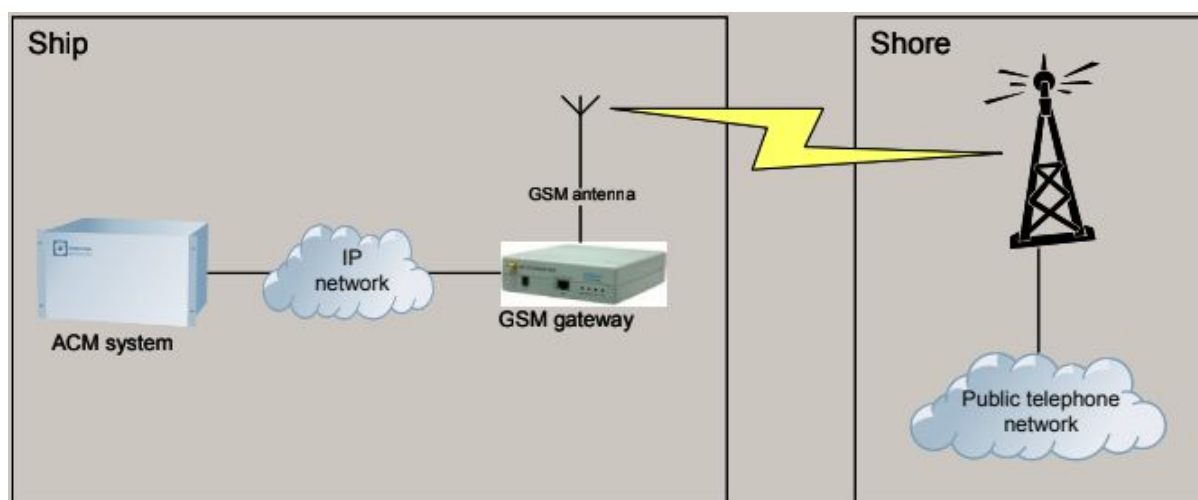 Ship
Shore
GSM antenna
IP
network
GSM gateway
ACM system
Public telephone
network